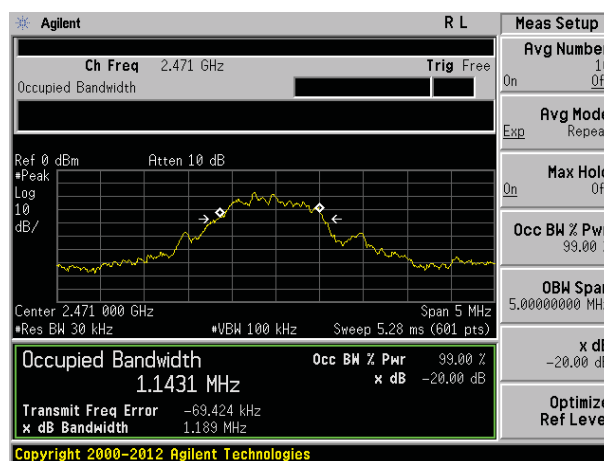 Agilent R L Meas Setup
Ch Freq 2.471 GHz Trig Free
Occupied Bandwidth
Avg Number
On
Avg Mode
Exp Repeat
Max Hold
On
Occ BW % Pwr
99.00 %
OBW Span
5.00000000 MHz
x dB
-20.00 dB
Optimize
Ref Level
Ref 0 dBm Atten 10 dB
#Peak
Log
10
dB/
Center 2.471 000 GHz Span 5 MHz
#Res BW 30 kHz #VBW 100 kHz Sweep 5.28 ms (601 pts)
Occupied Bandwidth Occ BW % Pwr 99.00 %
1.1431 MHz x dB -20.00 dB
Transmit Freq Error -69.424 kHz
x dB Bandwidth 1.189 MHz
Copyright 2000-2012 Agilent Technologies